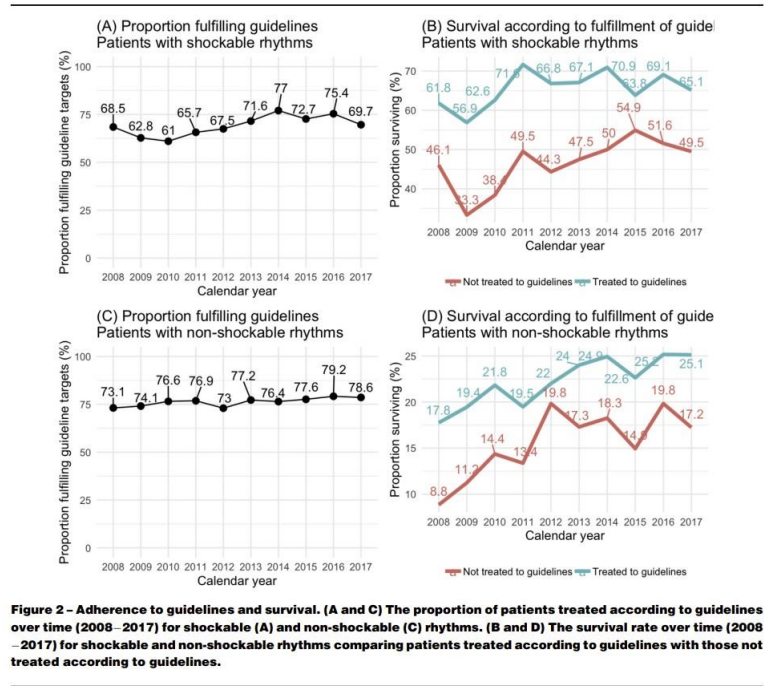 (A) Proportion fulfilling guidelines
Patients with shockable rhythms
Proportion fulfilling guideline targets (%)
100
75
50
25
0
68.5 62.8 61 65.7 67.5 71.6 77 72.7 75.4 69.7
2008 2009 2010 2011 2012 2013 2014 2015 2016 2017
Calendar year
(B) Survival according to fulfillment of guidel
Patients with shockable rhythms
Proportion surviving (%)
70
60
50
40
61.8 56.9 62.6 66.8 67.1 70.9 63.8 69.1 65.1
46.1 33.3 38.4 49.5 44.3 47.5 50 54.9 51.6 49.5
2008 2009 2010 2011 2012 2013 2014 2015 2016 2017
Calendar year
Not treated to guidelines Treated to guidelines
(C) Proportion fulfilling guidelines
Patients with non-shockable rhythms
Proportion fulfilling guideline targets (%)
100
75
50
25
0
73.1 74.1 76.6 76.9 73 77.2 76.4 77.6 79.2 78.6
2008 2009 2010 2011 2012 2013 2014 2015 2016 2017
Calendar year
(D) Survival according to fulfillment of guide
Patients with non-shockable rhythms
Proportion surviving (%)
25
20
15
10
17.8 19.4 21.8 19.5 22 24 24.9 22.6 25.1
8.8 11.2 14.4 13.4 19.8 17.3 18.3 14.9 19.8 17.2
2008 2009 2010 2011 2012 2013 2014 2015 2016 2017
Calendar year
Not treated to guidelines Treated to guidelines
Figure 2 – Adherence to guidelines and survival. (A and C) The proportion of patients treated according to guidelines
over time (2008–2017) for shockable (A) and non-shockable (C) rhythms. (B and D) The survival rate over time (2008
–2017) for shockable and non-shockable rhythms comparing patients treated according to guidelines with those not
treated according to guidelines.